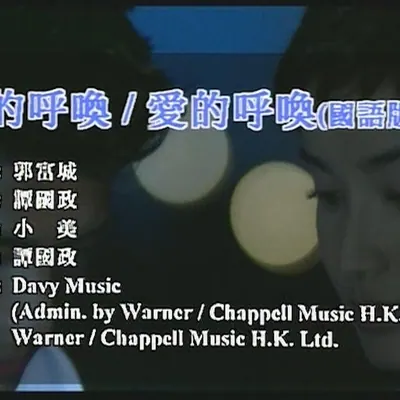 的呼喚 / 愛的呼喚(國語版
: 郭富城
: 譚國政
: 小 美
: 譚國政
: Davy Music
(Admin. by Warner / Chappell Music H.K.
Warner / Chappell Music H.K. Ltd.